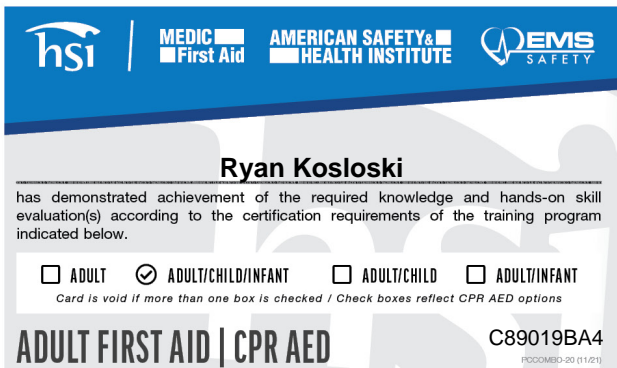 hsi
MEDIC
First Aid
AMERICAN SAFETY &
HEALTH INSTITUTE
EMS
SAFETY
Ryan Kosloski
has demonstrated achievement of the required knowledge and hands-on skill
evaluation(s) according to the certification requirements of the training program
indicated below.
ADULT ADULT/CHILD/INFANT ADULT/CHILD ADULT/INFANT
Card is void if more than one box is checked / Check boxes reflect CPR AED options
ADULT FIRST AID | CPR AED
C89019BA4
PCCOMBO-20 (11/21)